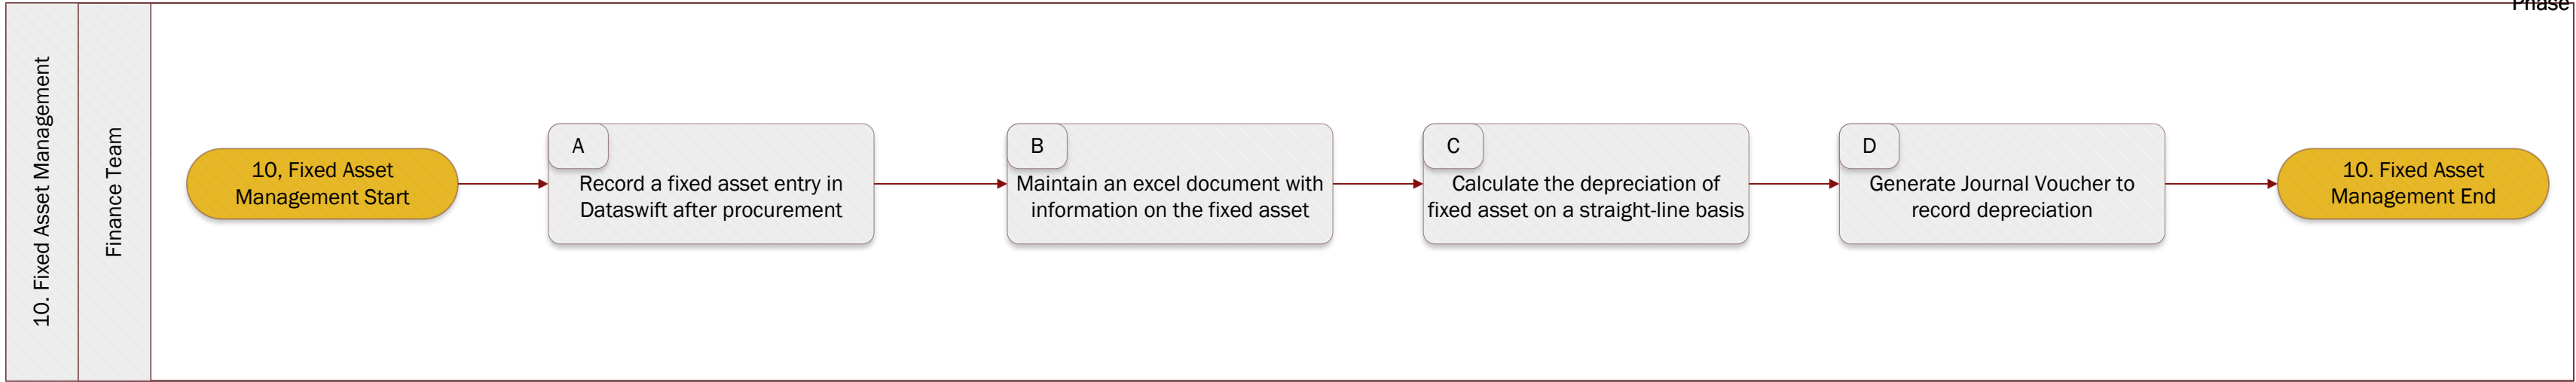 Phase
10. Fixed Asset Management
Finance Team
10, Fixed Asset
Management Start
A
Record a fixed asset entry in
Dataswift after procurement
B
Maintain an excel document with
information on the fixed asset
C
Calculate the depreciation of
fixed asset on a straight-line basis
D
Generate Journal Voucher to
record depreciation
10. Fixed Asset
Management End